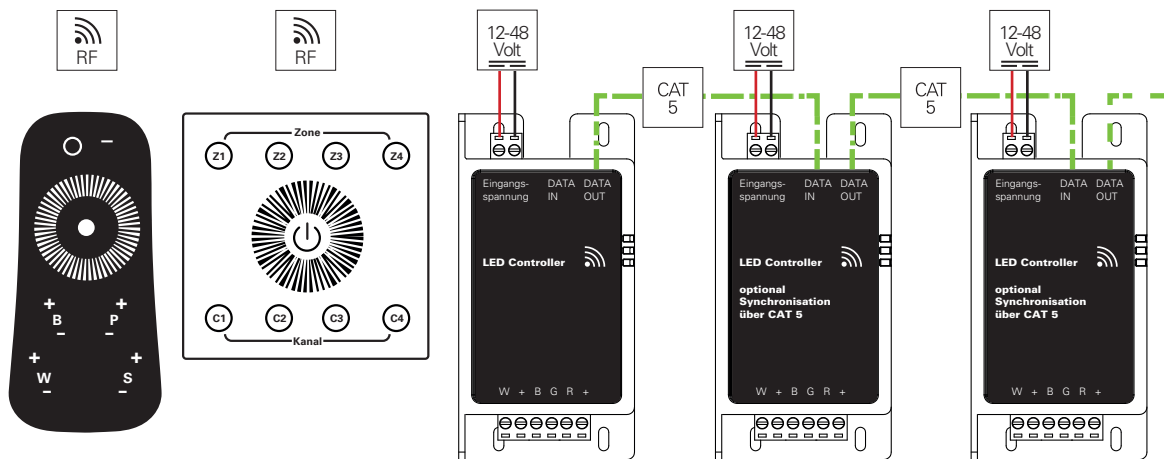 RF
RF
12-48
Volt
CAT
5
12-48
Volt
CAT
5
12-48
Volt
Zone
Z1 Z2 Z3 Z4
C1 C2 C3 C4
Kanal
+ +
B P
– –
+ +
W S
– –
Eingangs-
spannung
DATA
IN
DATA
OUT
LED Controller
W + B G R +
Eingangs-
spannung
DATA
IN
DATA
OUT
LED Controller
optional
Synchronisation
über CAT 5
W + B G R +
Eingangs-
spannung
DATA
IN
DATA
OUT
LED Controller
optional
Synchronisation
über CAT 5
W + B G R +